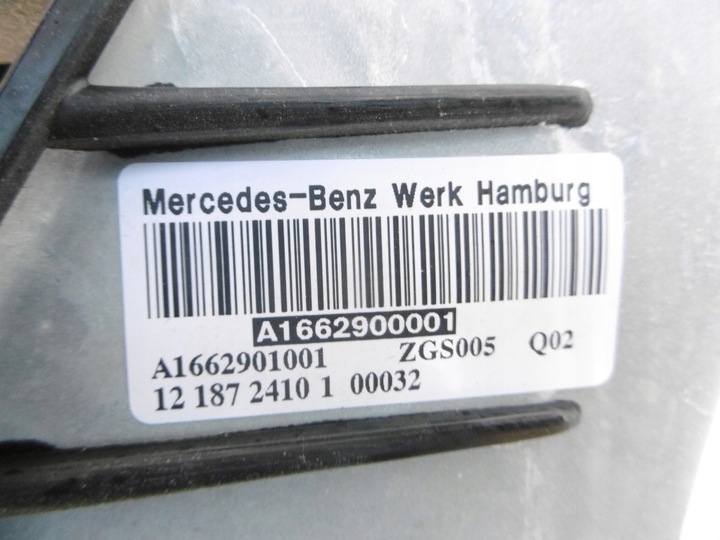 Mercedes-Benz Werk Hamburg
A1662900001
A1662901001 ZGS005 Q02
12 187 2410 1 00032